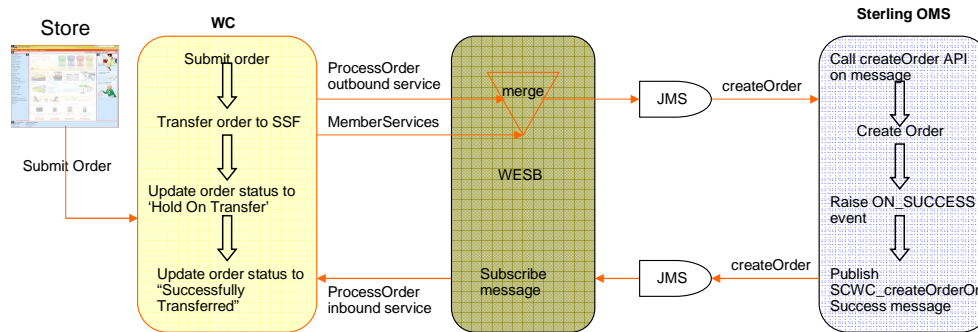 Store
WC
Sterling OMS
Submit order
Transfer order to SSF
Update order status to
‘Hold On Transfer’
Update order status to
“Successfully
Transferred”
Submit Order
ProcessOrder
outbound service
MemberServices
ProcessOrder
inbound service
merge
WESB
Subscribe
message
JMS
createOrder
JMS
createOrder
Call createOrder API
on message
Create Order
Raise ON_SUCCESS
event
Publish
SCWC_createOrderOn
Success message